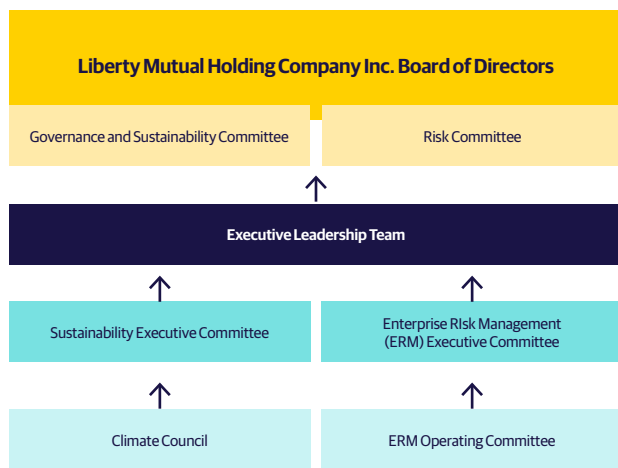 Liberty Mutual Holding Company Inc. Board of Directors
Governance and Sustainability Committee
Risk Committee
Executive Leadership Team
Sustainability Executive Committee
Enterprise RIsk Management
(ERM) Executive Committee
Climate Council
ERM Operating Committee